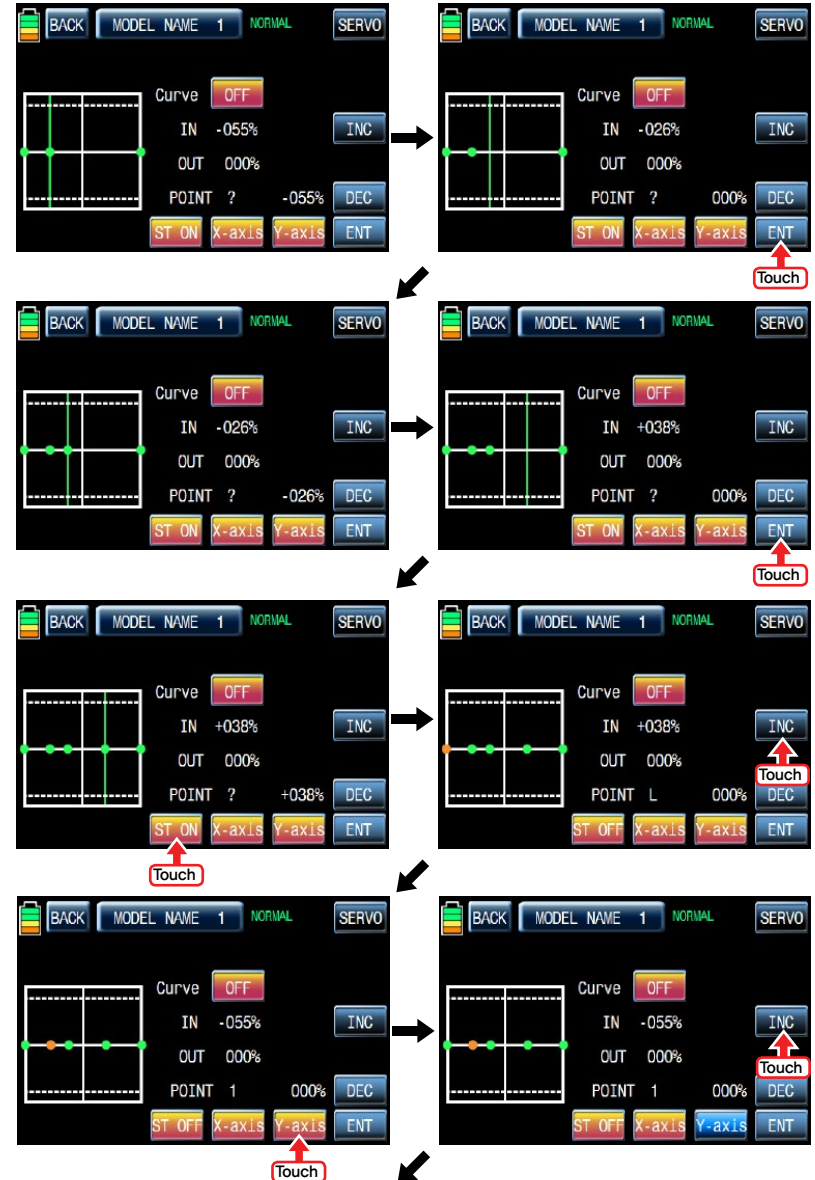 BACK MODEL NAME 1 NORMAL SERVO
Curve OFF
IN -055% INC
OUT 000%
POINT ? -055% DEC
ST ON X-axis Y-axis ENT
BACK MODEL NAME 1 NORMAL SERVO
Curve OFF
IN -026% INC
OUT 000%
POINT ? 000% DEC
ST ON X-axis Y-axis ENT
Touch
BACK MODEL NAME 1 NORMAL SERVO
Curve OFF
IN -026% INC
OUT 000%
POINT ? -026% DEC
ST ON X-axis Y-axis ENT
BACK MODEL NAME 1 NORMAL SERVO
Curve OFF
IN +038% INC
OUT 000%
POINT ? 000% DEC
ST ON X-axis Y-axis ENT
Touch
BACK MODEL NAME 1 NORMAL SERVO
Curve OFF
IN +038% INC
OUT 000%
POINT ? +038% DEC
ST ON X-axis Y-axis ENT
Touch
BACK MODEL NAME 1 NORMAL SERVO
Curve OFF
IN +038% INC
OUT 000%
Touch
POINT L 000% DEC
ST OFF X-axis Y-axis ENT
BACK MODEL NAME 1 NORMAL SERVO
Curve OFF
IN -055% INC
OUT 000%
POINT 1 000% DEC
ST OFF X-axis Y-axis ENT
Touch
BACK MODEL NAME 1 NORMAL SERVO
Curve OFF
IN -055% INC
OUT 000%
Touch
POINT 1 000% DEC
ST OFF X-axis Y-axis ENT